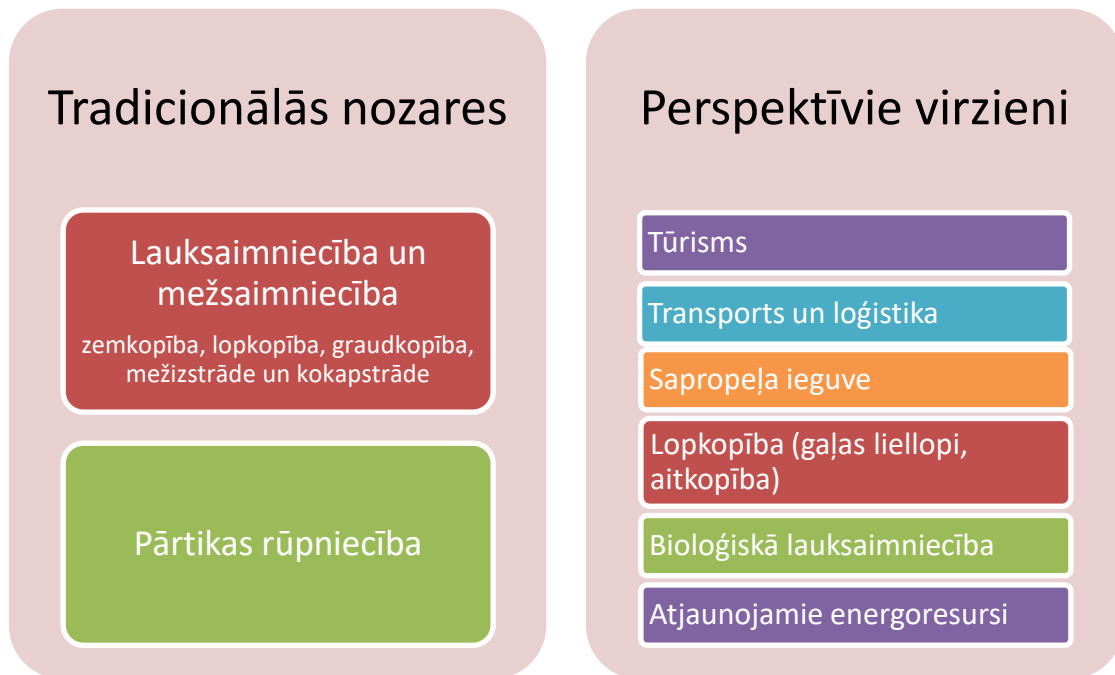 Tradicionālās nozares
Lauksaimniecība un
mežsaimniecība
zemkopība, lopkopība, graudkopība,
mežizstrāde un kokapstrāde
Pārtikas rūpniecība
Perspektīvie virzieni
Tūrisms
Transports un loģistika
Sapropeļa ieguve
Lopkopība (gaļas liellopi,
aitkopība)
Bioloģiskā lauksaimniecība
Atjaunojamie energoresursi